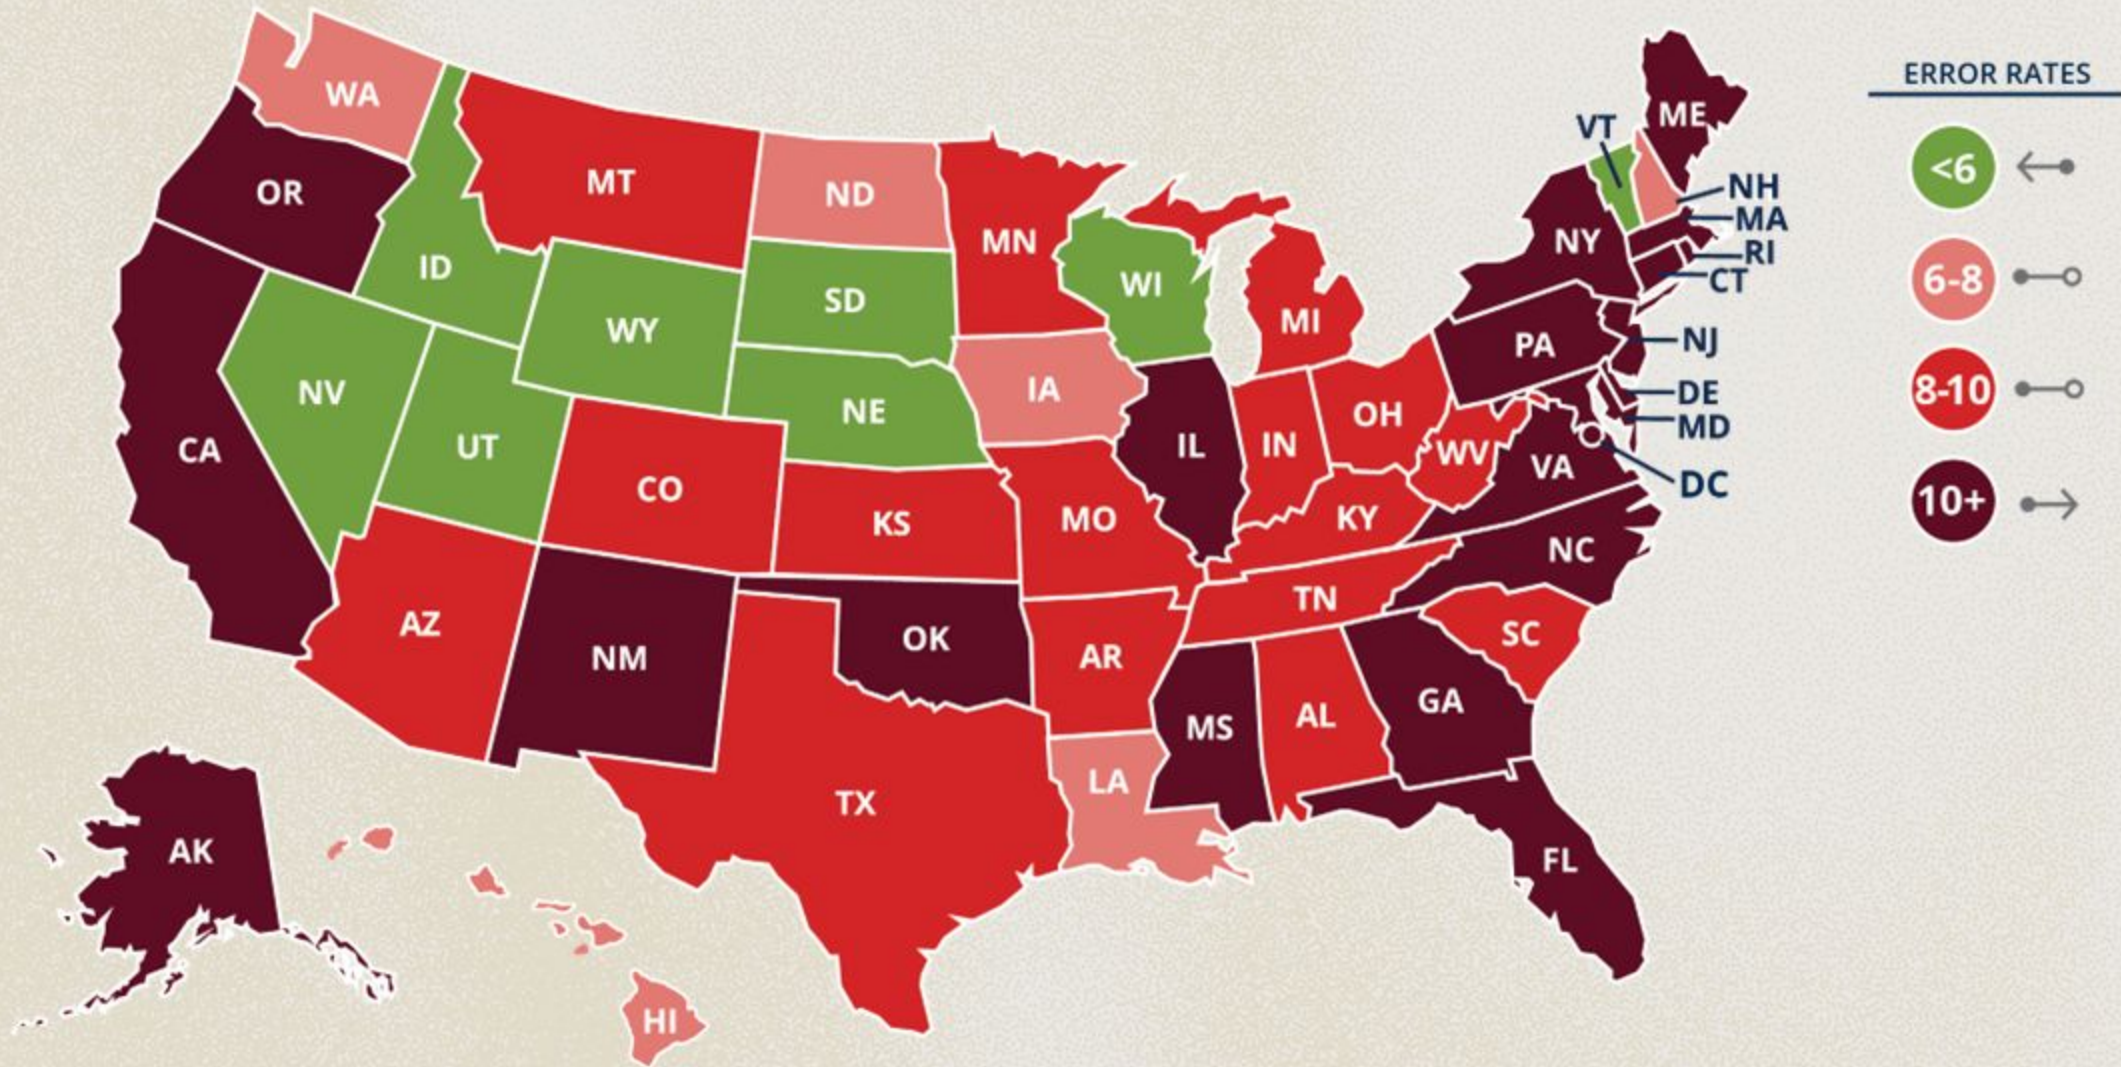 ERROR RATES
<6
6-8
8-10
10+
WA
OR
MT
ID
ND
MN
WY
SD
WI
MI
NV
UT
NE
IA
CA
CO
KS
MO
IL
IN
OH
WV
KY
VA
AZ
NM
OK
AR
TN
NC
SC
TX
LA
MS
AL
GA
FL
AK
HI
ME
VT
NH
MA
RI
CT
NY
PA
NJ
DE
MD
DC